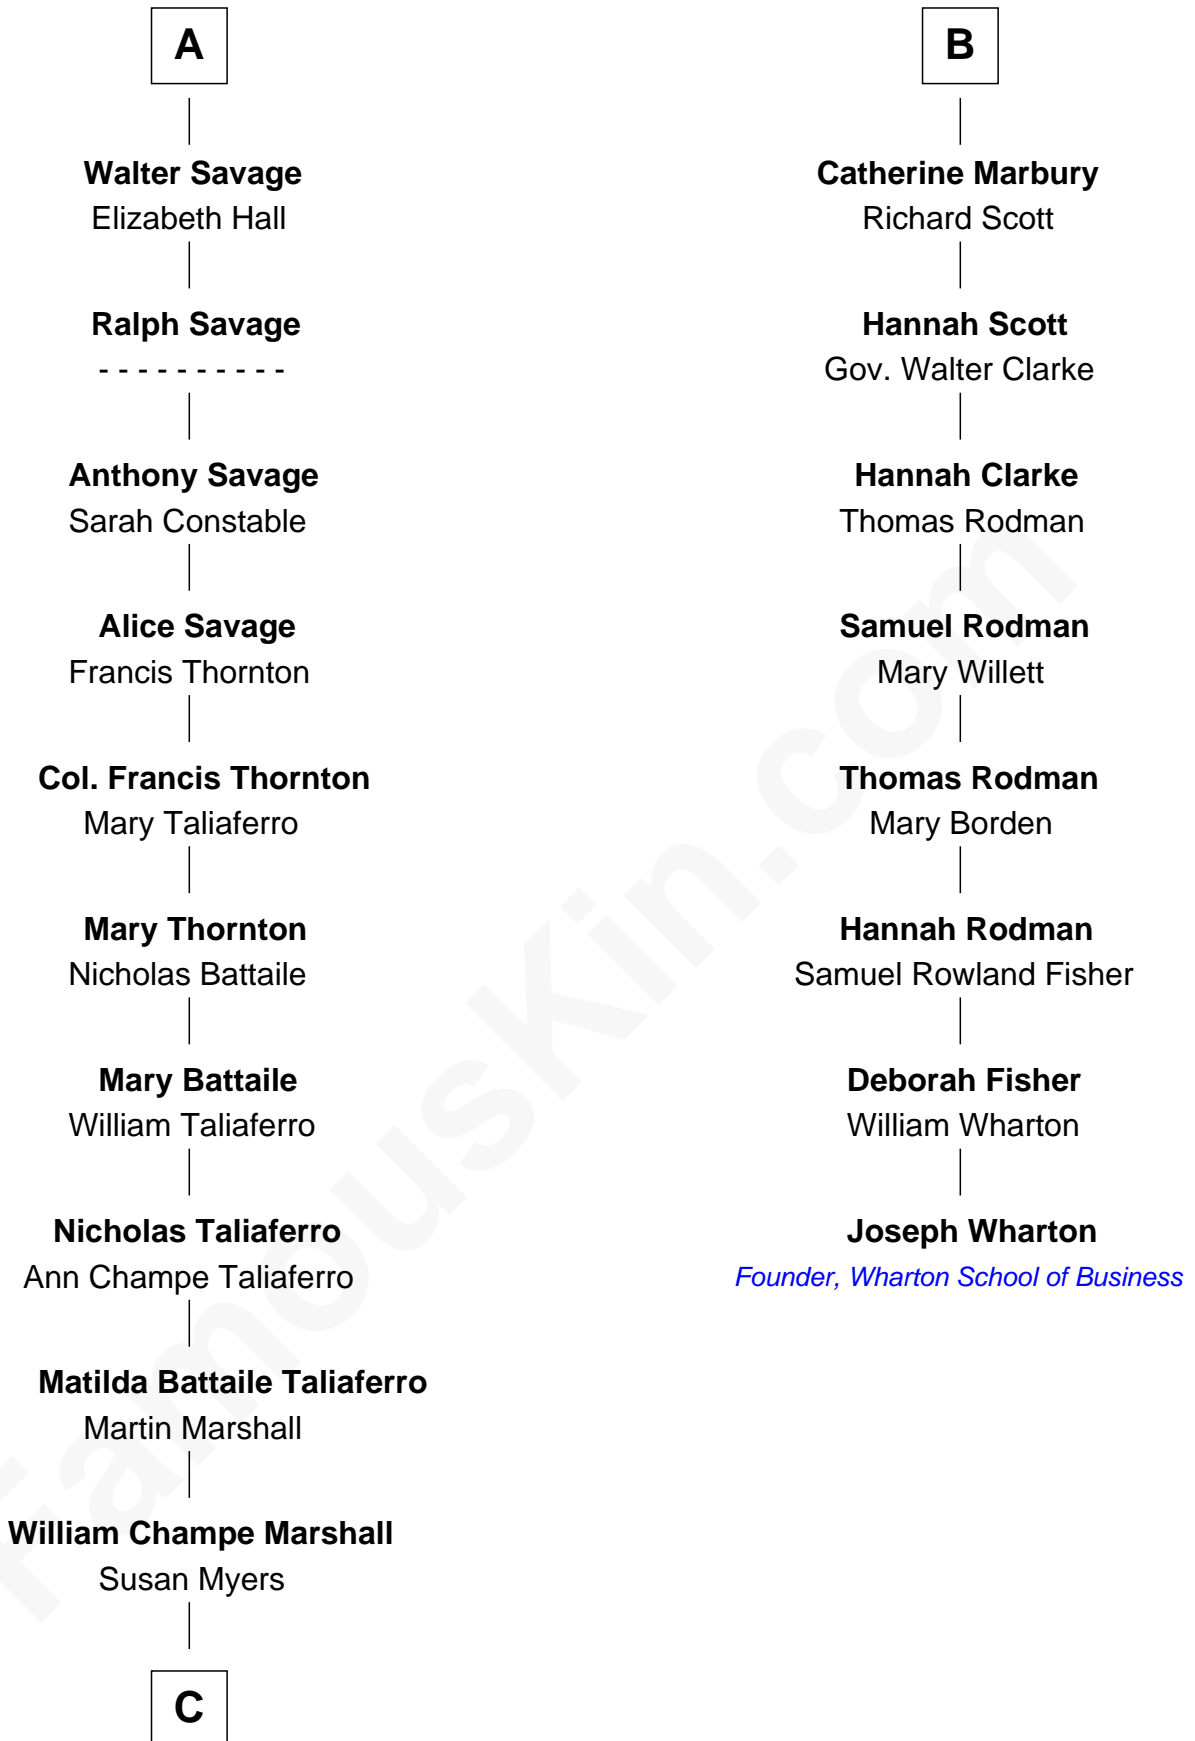 A
Walter Savage
Elizabeth Hall
Ralph Savage
- - - - - - - - - -
Anthony Savage
Sarah Constable
Alice Savage
Francis Thornton
Col. Francis Thornton
Mary Taliaferro
Mary Thornton
Nicholas Battaile
Mary Battaile
William Taliaferro
Nicholas Taliaferro
Ann Champe Taliaferro
Matilda Battaile Taliaferro
Martin Marshall
William Champe Marshall
Susan Myers
C
B
Catherine Marbury
Richard Scott
Hannah Scott
Gov. Walter Clarke
Hannah Clarke
Thomas Rodman
Samuel Rodman
Mary Willett
Thomas Rodman
Mary Borden
Hannah Rodman
Samuel Rowland Fisher
Deborah Fisher
William Wharton
Joseph Wharton
Founder, Wharton School of Business
FamousKin.com